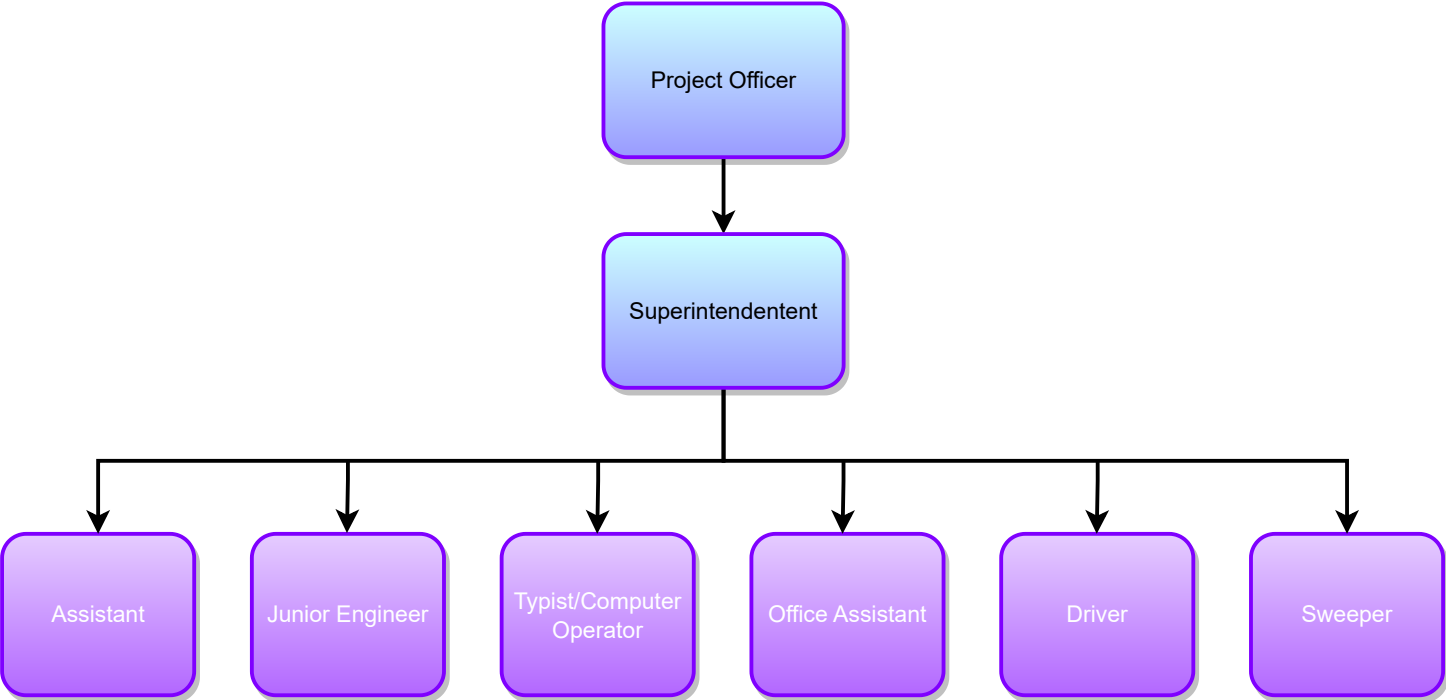 Project Officer
Superintendentent
Assistant
Junior Engineer
Typist/Computer
Operator
Office Assistant
Driver
Sweeper